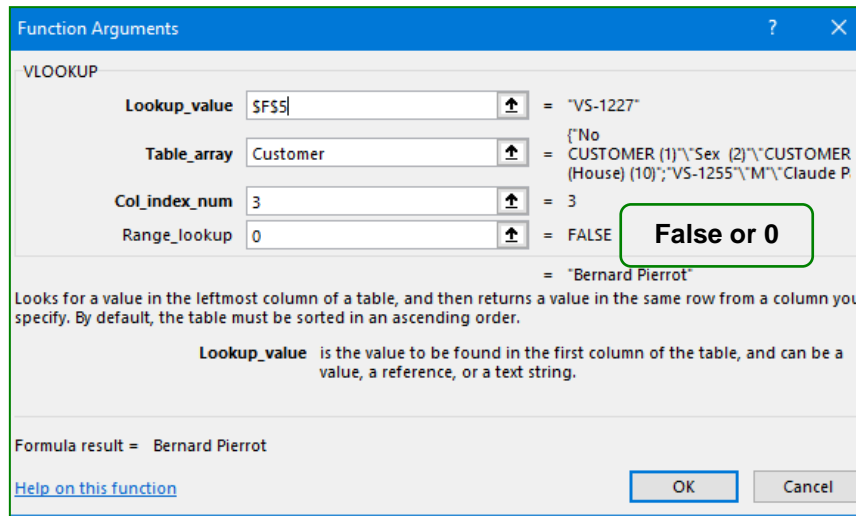 Function Arguments ? ×
VLOOKUP
Lookup_value $F$5 = "VS-1227"
Table_array Customer = {"No CUSTOMER (1)"\"Sex (2)"\"CUSTOMER (House) (10)";"VS-1255"\"M"\"Claude P
Col_index_num 3 = 3
Range_lookup 0 = FALSE False or 0
= "Bernard Pierrot"
Looks for a value in the leftmost column of a table, and then returns a value in the same row from a column you
specify. By default, the table must be sorted in an ascending order.
Lookup_value is the value to be found in the first column of the table, and can be a
value, a reference, or a text string.
Formula result = Bernard Pierrot
Help on this function OK Cancel